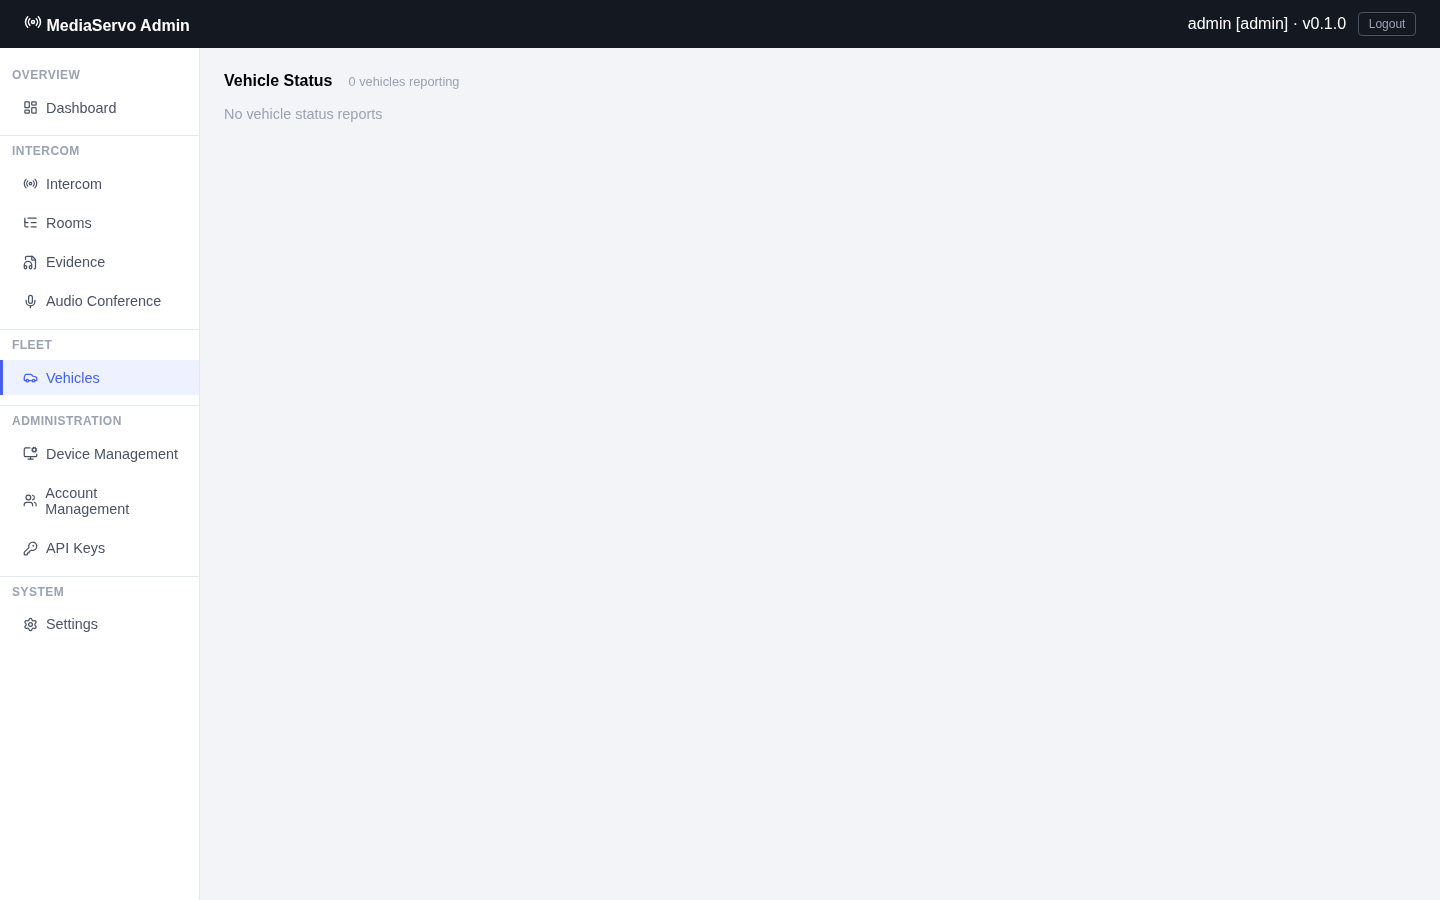 MediaServo Admin
admin [admin] · v0.1.0
Logout
OVERVIEW
Dashboard
INTERCOM
Intercom
Rooms
Evidence
Audio Conference
FLEET
Vehicles
ADMINISTRATION
Device Management
Account
Management
API Keys
SYSTEM
Settings
Vehicle Status
0 vehicles reporting
No vehicle status reports